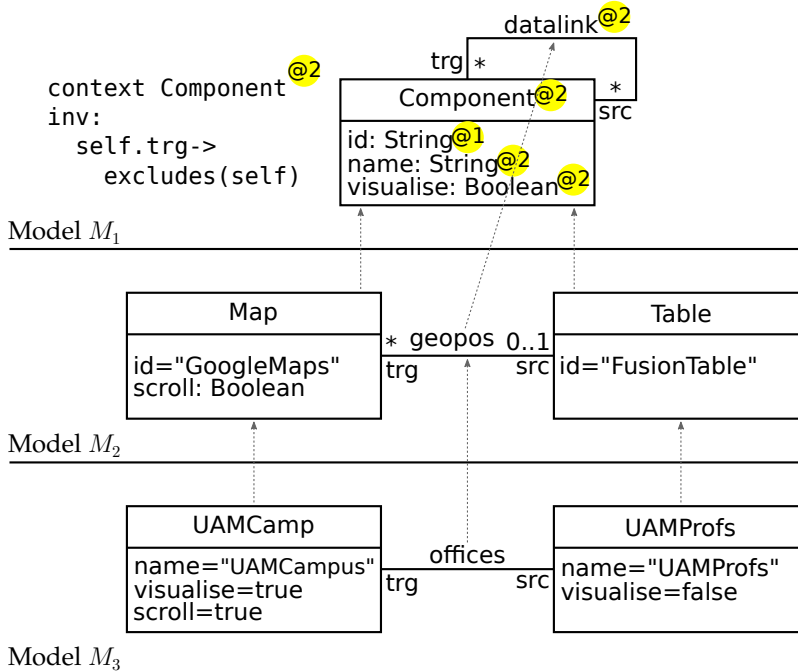 datalink@2
trg *
*
src
context Component@2
inv:
self.trg->
excludes(self)
Component@2
id: String@1
name: String@2
visualise: Boolean@2
Model M1
Map
id="GoogleMaps"
scroll: Boolean
* geopos 0..1
trg src
Table
id="FusionTable"
Model M2
UAMCamp
name="UAMCampus"
visualise=true
scroll=true
offices
trg src
UAMProfs
name="UAMProfs"
visualise=false
Model M3